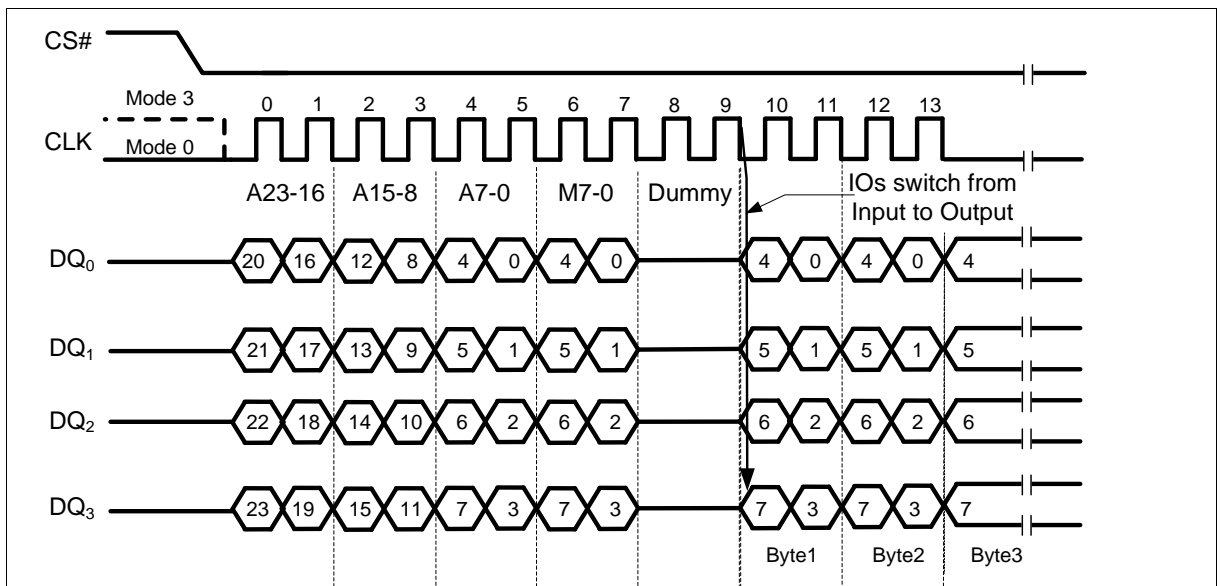 CS#
Mode 3
0 1 2 3 4 5 6 7 8 9 10 11 12 13
CLK
Mode 0
A23-16 A15-8 A7-0 M7-0 Dummy
IOs switch from
Input to Output
DQ0 20 16 12 8 4 0 4 0 4 0 4 0 4
DQ1 21 17 13 9 5 1 5 1 5 1 5 1 5
DQ2 22 18 14 10 6 2 6 2 6 2 6 2 6
DQ3 23 19 15 11 7 3 7 3 7 3 7 3 7
Byte1 Byte2 Byte3